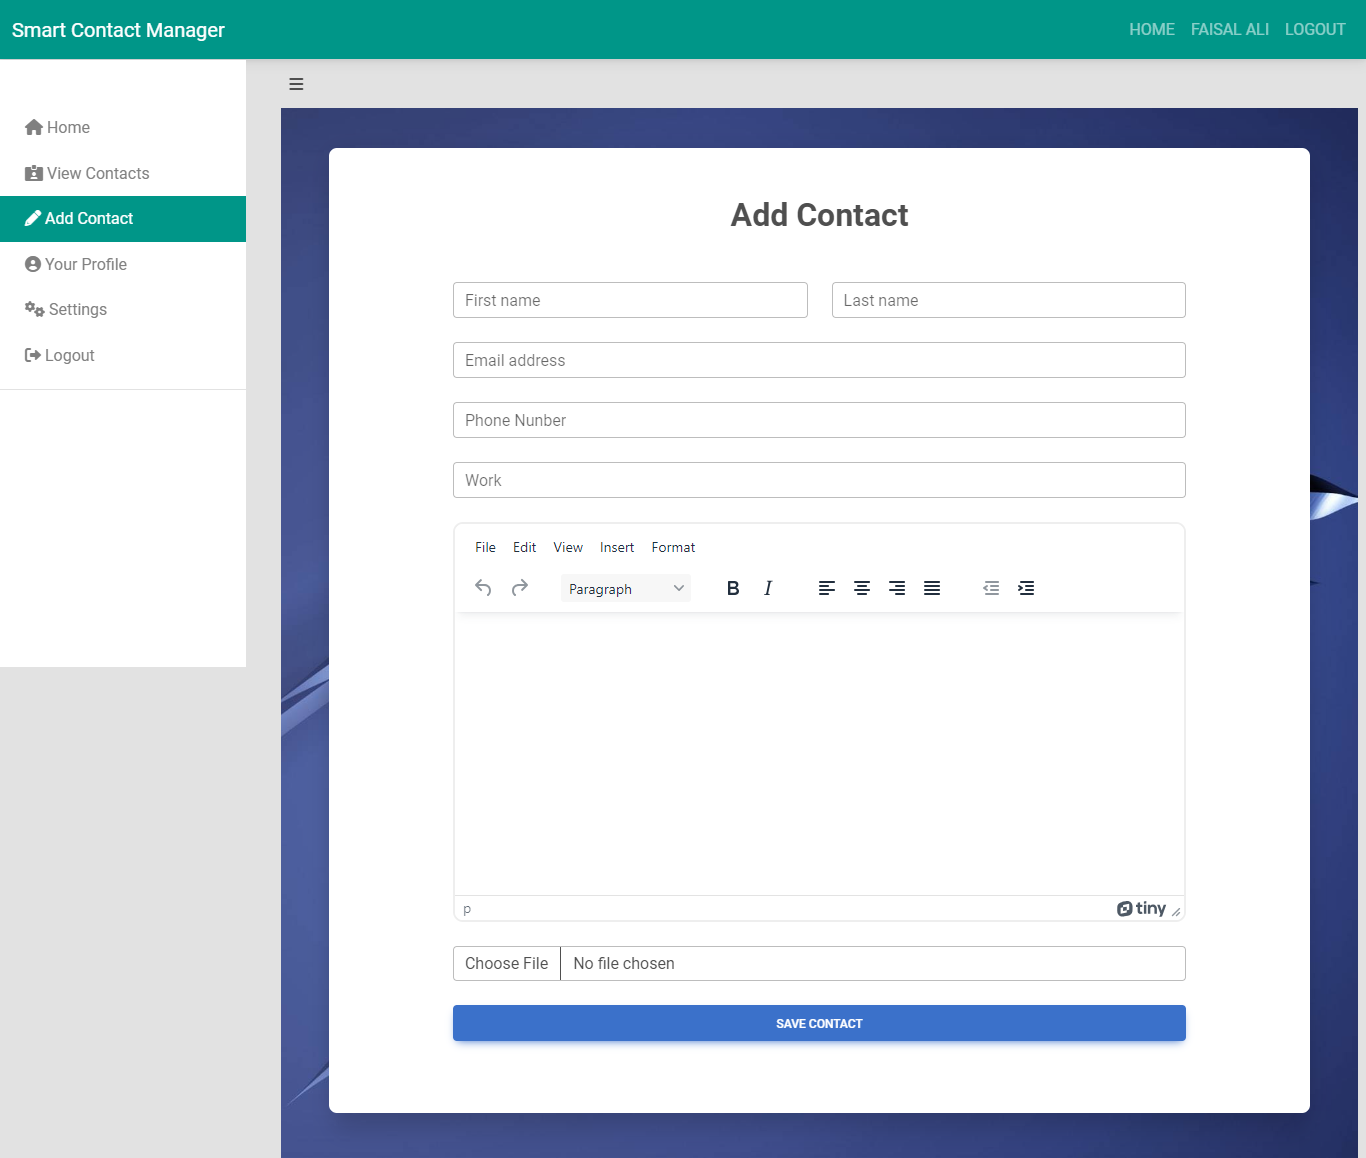 Smart Contact Manager
HOME FAISAL ALI LOGOUT
Home
View Contacts
Add Contact
Your Profile
Settings
Logout
Add Contact
First name Last name
Email address
Phone Nunber
Work
File Edit View Insert Format
Paragraph B I
p tiny
Choose File No file chosen
SAVE CONTACT